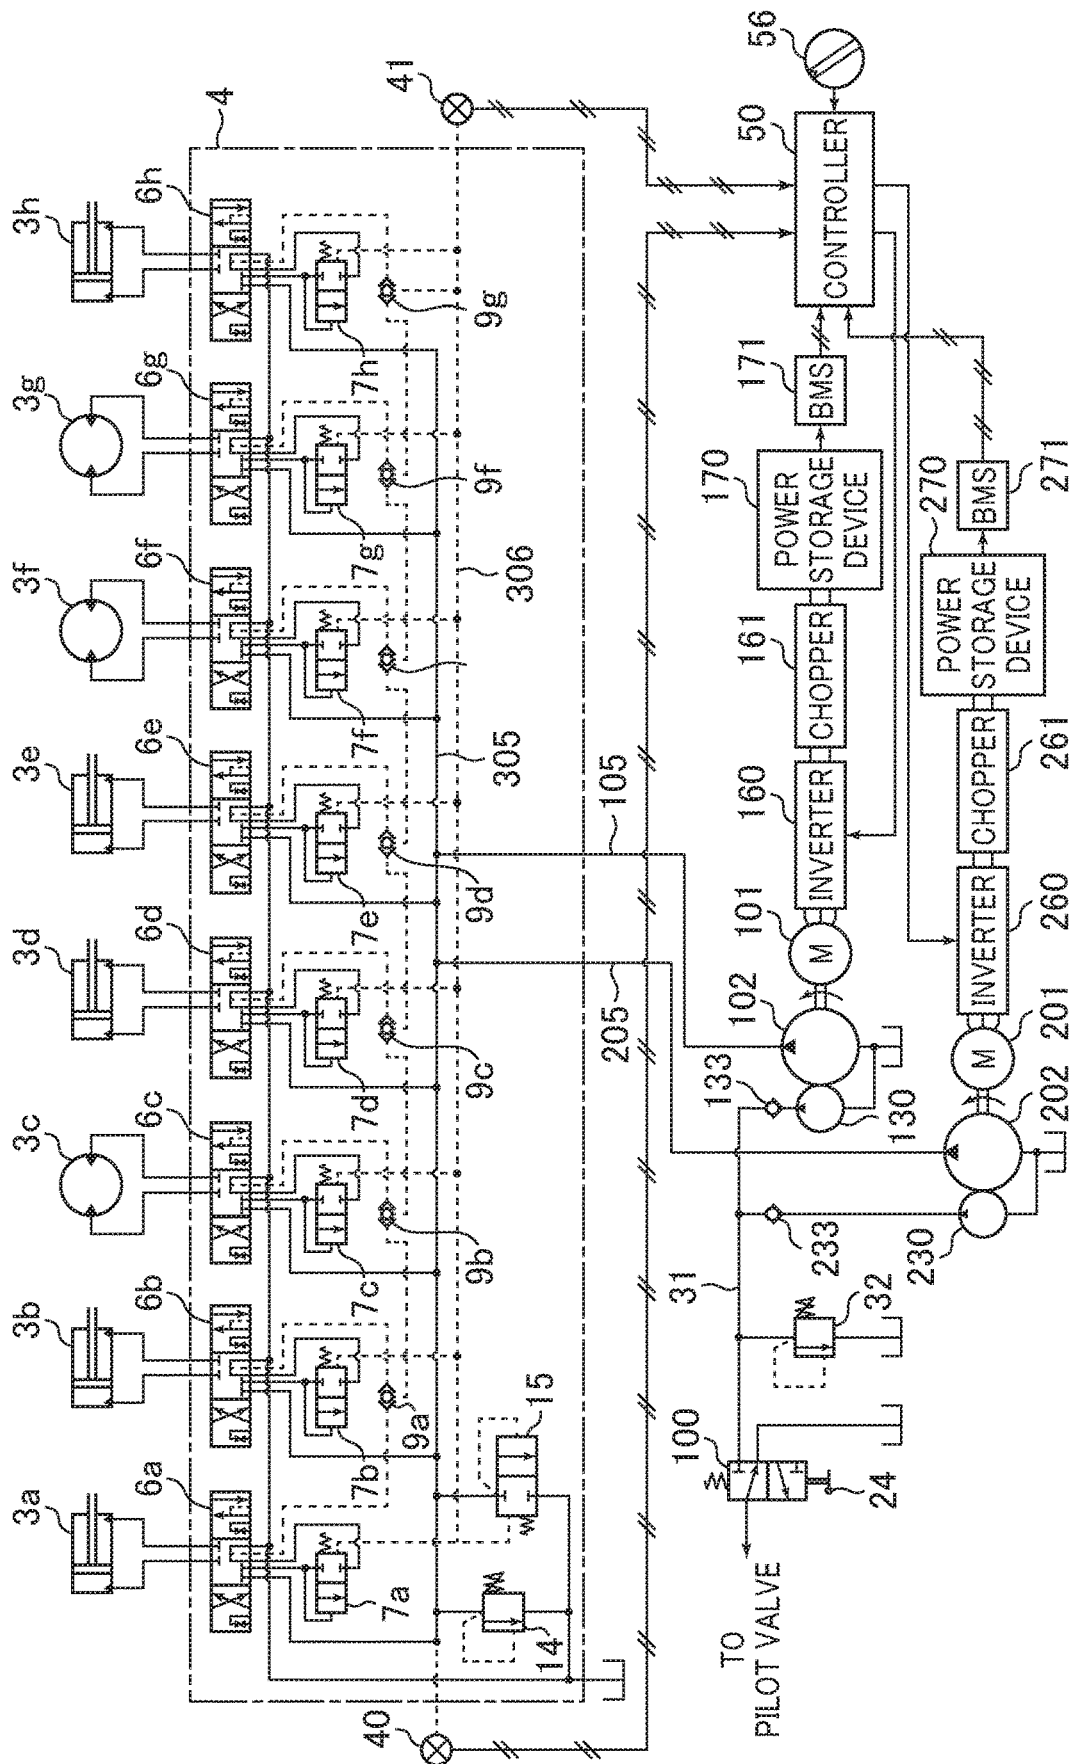 3a
3b
3c
3d
3e
3f
3g
3h
4
6a
6b
6c
6d
6e
6f
6g
6h
7a
7b
7c
7d
7e
7f
7g
7h
9a
9b
9c
9d
9f
9g
14
15
305
306
40
41
105
205
56
50
CONTROLLER
171
BMS
170
POWER
STORAGE
DEVICE
161
CHOPPER
160
INVERTER
101
M
102
133
130
271
BMS
270
POWER
STORAGE
DEVICE
261
CHOPPER
260
INVERTER
201
M
202
233
230
31
32
100
24
TO
PILOT VALVE